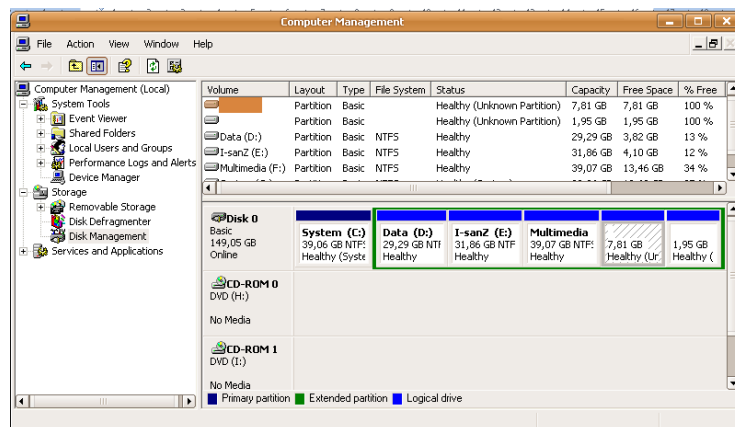 Computer Management
File Action View Window Help
Computer Management (Local)
System Tools
Event Viewer
Shared Folders
Local Users and Groups
Performance Logs and Alerts
Device Manager
Storage
Removable Storage
Disk Defragmenter
Disk Management
Services and Applications
Volume Layout Type File System Status Capacity Free Space % Free
Partition Basic Healthy (Unknown Partition) 7,81 GB 7,81 GB 100 %
Partition Basic Healthy (Unknown Partition) 1,95 GB 1,95 GB 100 %
Data (D:) Partition Basic NTFS Healthy 29,29 GB 3,82 GB 13 %
I-sanZ (E:) Partition Basic NTFS Healthy 31,86 GB 4,10 GB 12 %
Multimedia (F:) Partition Basic NTFS Healthy 39,07 GB 13,46 GB 34 %
Disk 0
Basic
149,05 GB
Online
System (C:)
39,06 GB NTF
Healthy (Syste
Data (D:)
29,29 GB NTF
Healthy
I-sanZ (E:)
31,86 GB NTF
Healthy
Multimedia
39,07 GB NTF
Healthy
7,81 GB
Healthy (Ur
1,95 GB
Healthy (
CD-ROM 0
DVD (H:)
No Media
CD-ROM 1
DVD (I:)
No Media
Primary partition Extended partition Logical drive